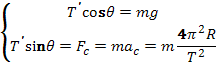 T'cosθ = mg
T'sinθ = F_c = ma_c = m 4π²R / T²